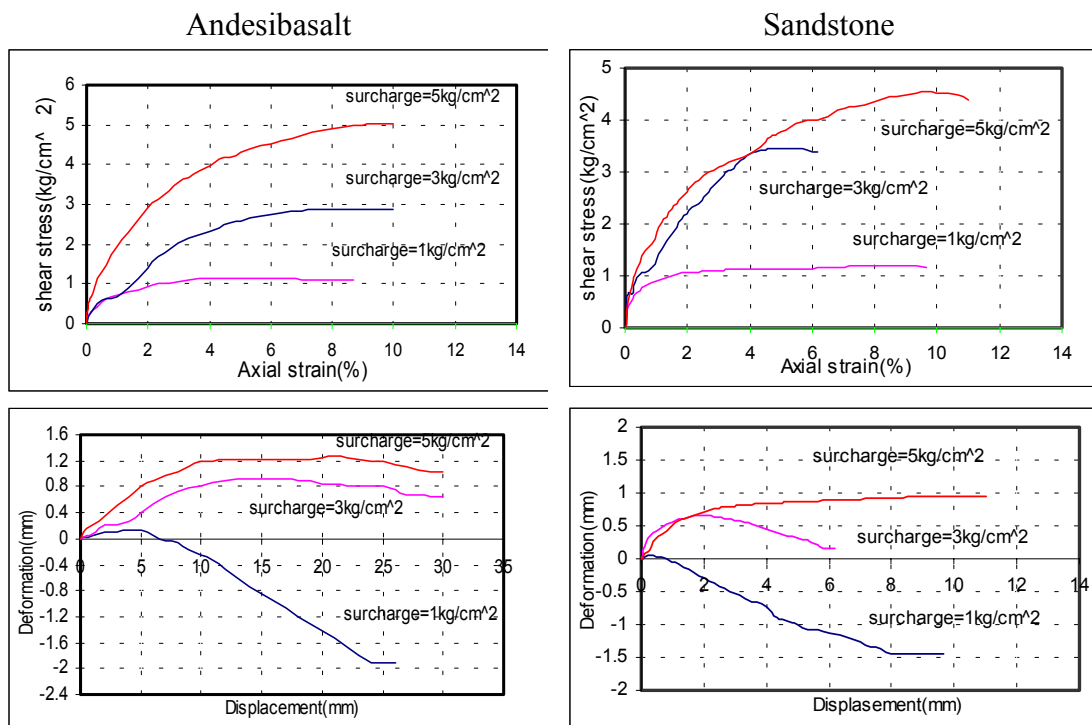 Andesibasalt
Sandstone
6
5
4
3
2
1
0
shear stress(kg/cm^ 2)
surcharge=5kg/cm^2
surcharge=3kg/cm^2
surcharge=1kg/cm^2
0 2 4 6 8 10 12 14
Axial strain(%)
5
4
3
2
1
0
shear stress(kg/cm^2)
surcharge=5kg/cm^2
surcharge=3kg/cm^2
surcharge=1kg/cm^2
0 2 4 6 8 10 12 14
Axial strain(%)
1.6
1.2
0.8
0.4
0
-0.4
-0.8
-1.2
-1.6
-2
-2.4
Deformation(mm)
surcharge=5kg/cm^2
surcharge=3kg/cm^2
0 5 10 15 20 25 30 35
surcharge=1kg/cm^2
Displacement(mm)
2
1.5
1
0.5
0
-0.5
-1
-1.5
-2
Deformation(mm)
surcharge=5kg/cm^2
surcharge=3kg/cm^2
0 2 4 6 8 10 12 14
surcharge=1kg/cm^2
Displasement(mm)